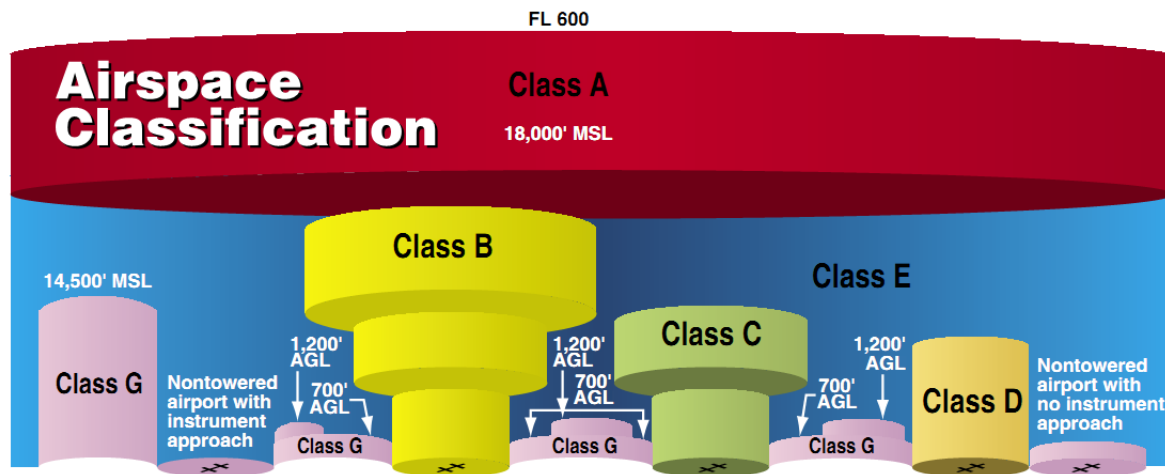 FL 600
Airspace
Classification
Class A
18,000' MSL
Class B
Class E
14,500' MSL
Class C
1,200'
AGL
1,200'
AGL
1,200'
AGL
Class G
Nontowered
airport with
instrument
approach
700'
AGL
700'
AGL
700'
AGL
Class D
Nontowered
airport with
no instrument
approach
Class G
Class G
Class G